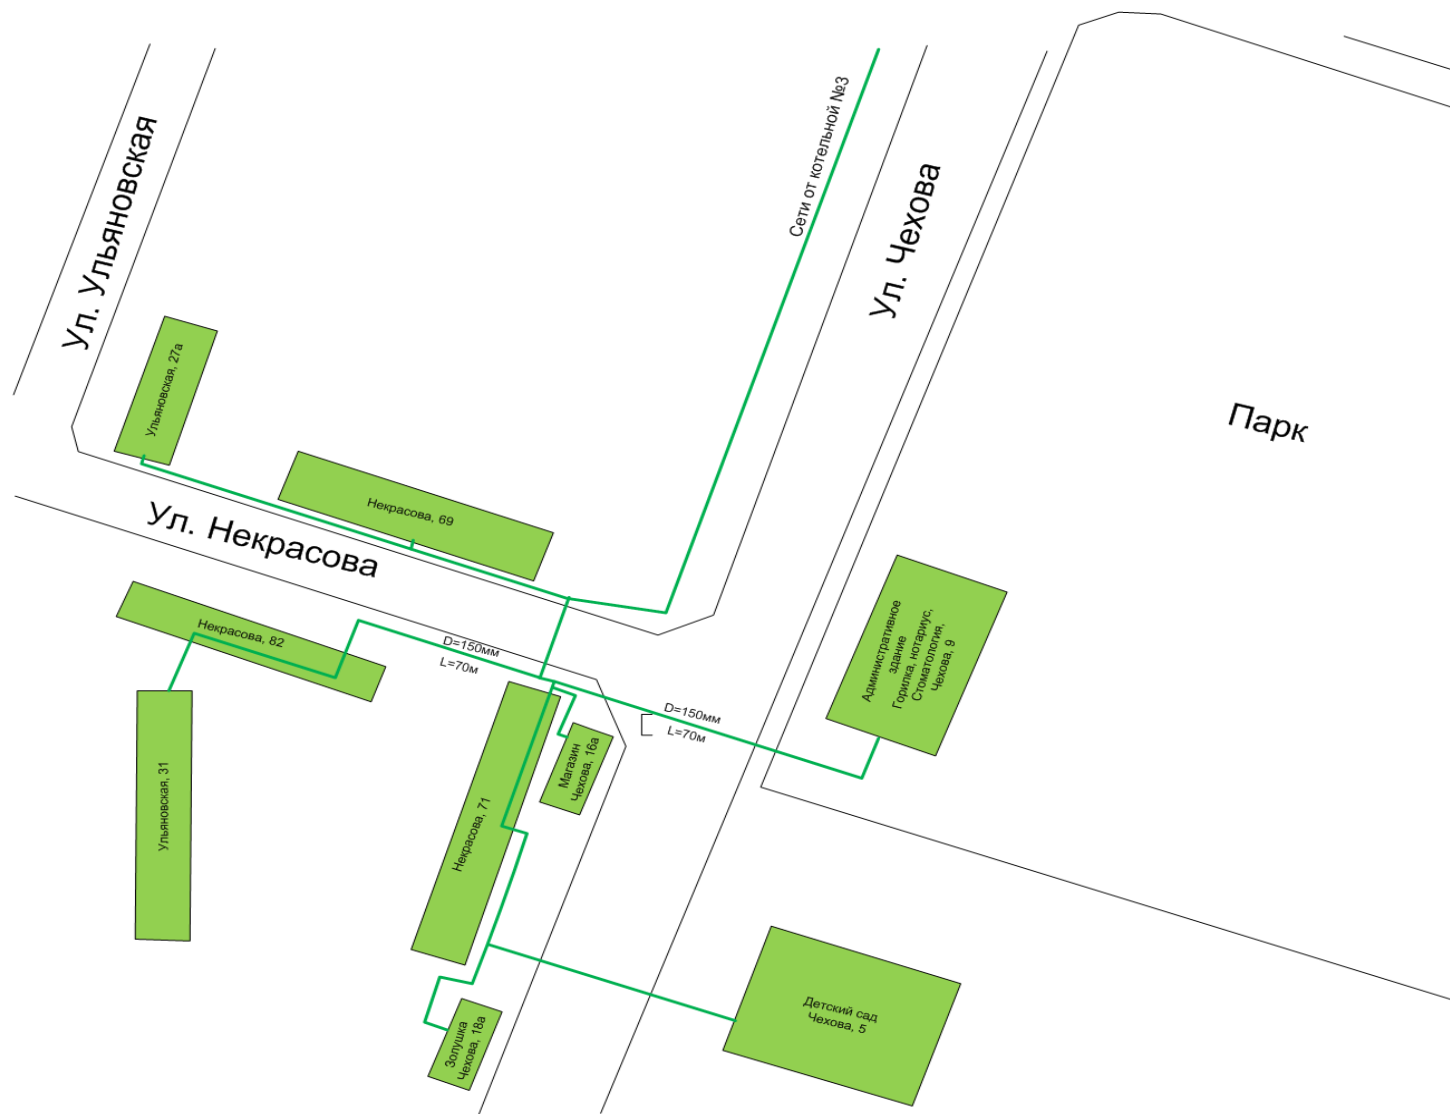 Сети от котельной №3
Ул. Ульяновская
Ул. Чехова
Ульяновская, 27а
Парк
Некрасова, 69
Ул. Некрасова
Некрасова, 82
D=150мм
L=70м
Административное
здание
Горилка, нотариус,
Стоматология,
Чехова, 9
D=150мм
L=70м
Магазин
Чехова, 16а
Ульяновская, 31
Некрасова, 71
Детский сад
Чехова, 5
Золушка
Чехова, 18а